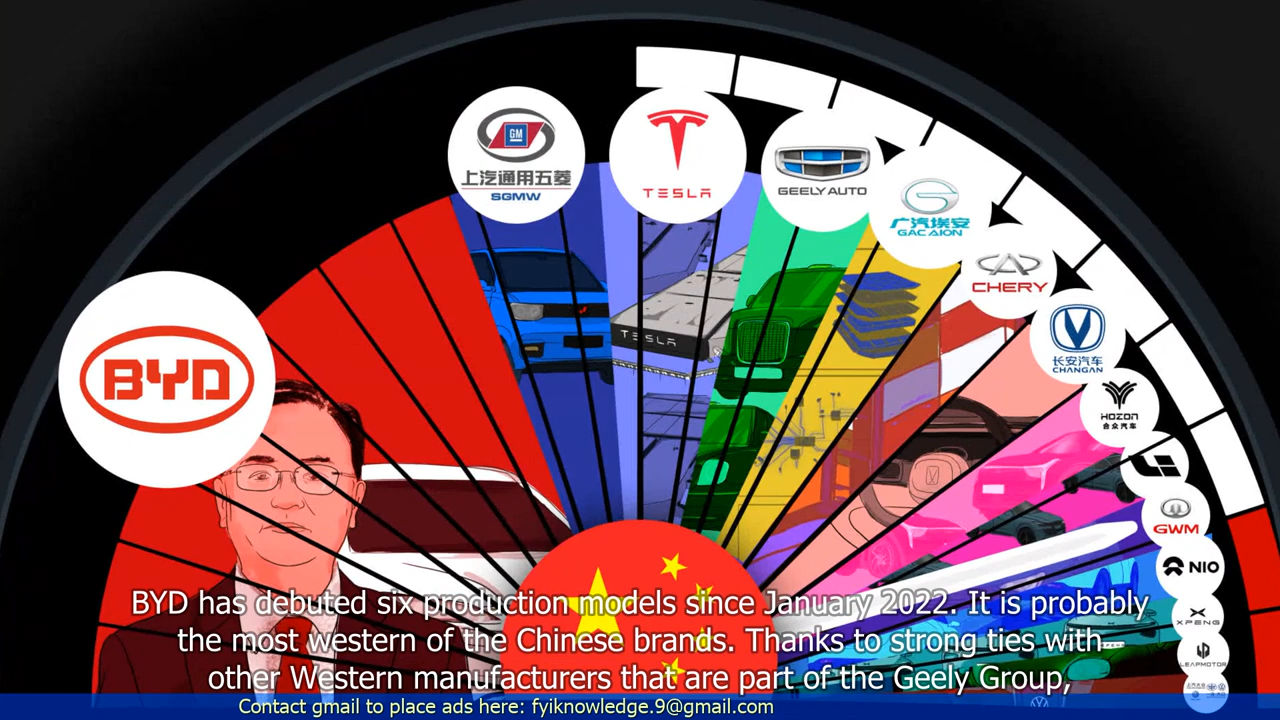 GM
上汽通用五菱
SGMW
TESLA
GEELY AUTO
广汽埃安
GAC AION
CHERY
长安汽车
CHANGAN
HOZON
合众汽车
GWM
NIO
XPENG
LEAPMOTOR
BYD
TESLA
BYD has debuted six production models since January 2022. It is probably
the most western of the Chinese brands. Thanks to strong ties with
other Western manufacturers that are part of the Geely Group,
Contact gmail to place ads here: fyiknowledge.9@gmail.com